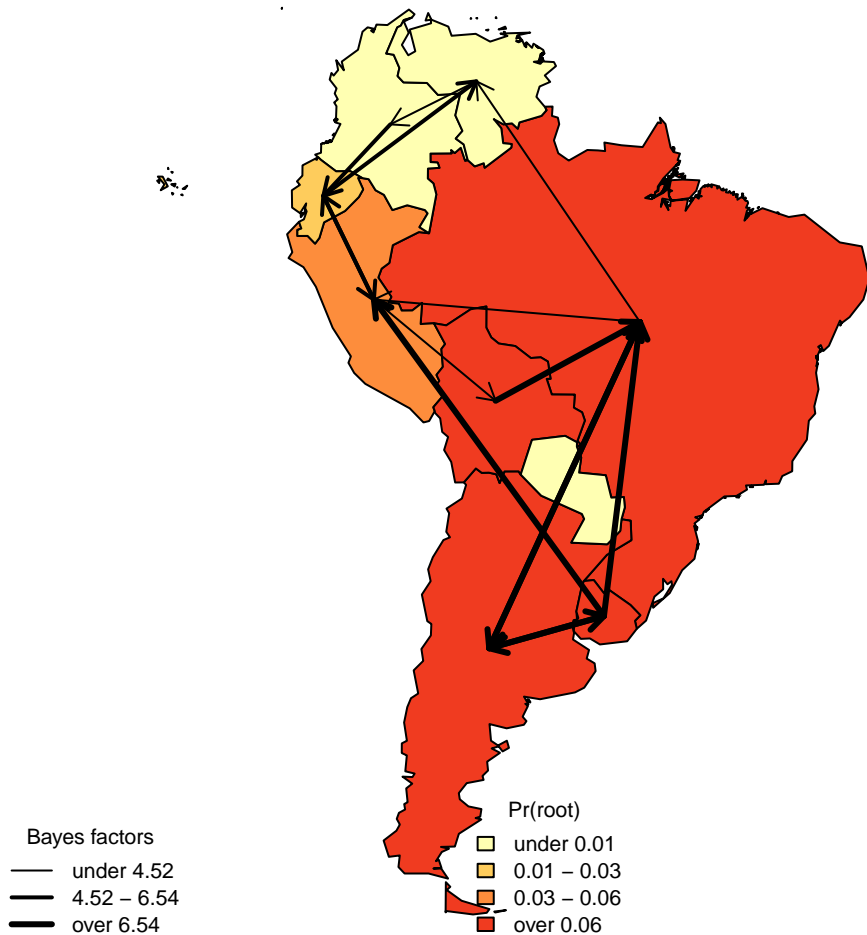 Bayes factors
under 4.52
4.52 − 6.54
over 6.54
Pr(root)
under 0.01
0.01 − 0.03
0.03 − 0.06
over 0.06